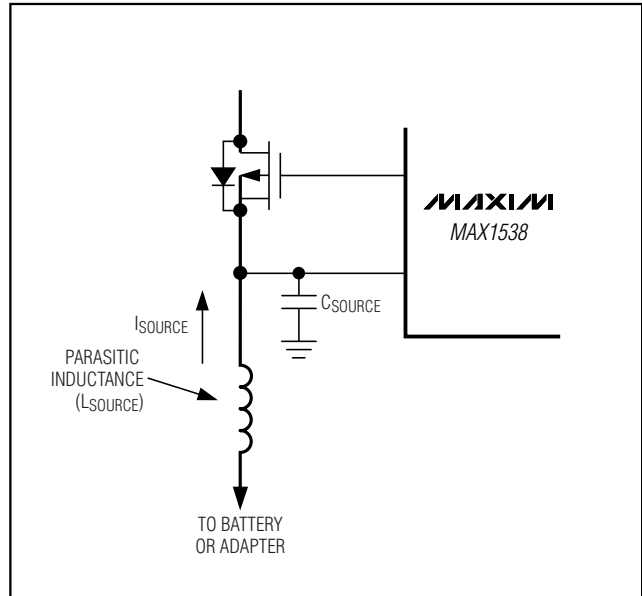 MAXIM
MAX1538
CSOURCE
ISOURCE
PARASITIC
INDUCTANCE
(LSOURCE)
TO BATTERY
OR ADAPTER